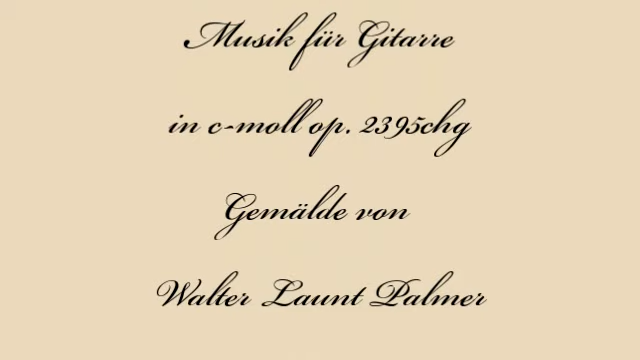 Musik für Gitarre
in c-moll op. 2395chg
Gemälde von
Walter Launt Palmer